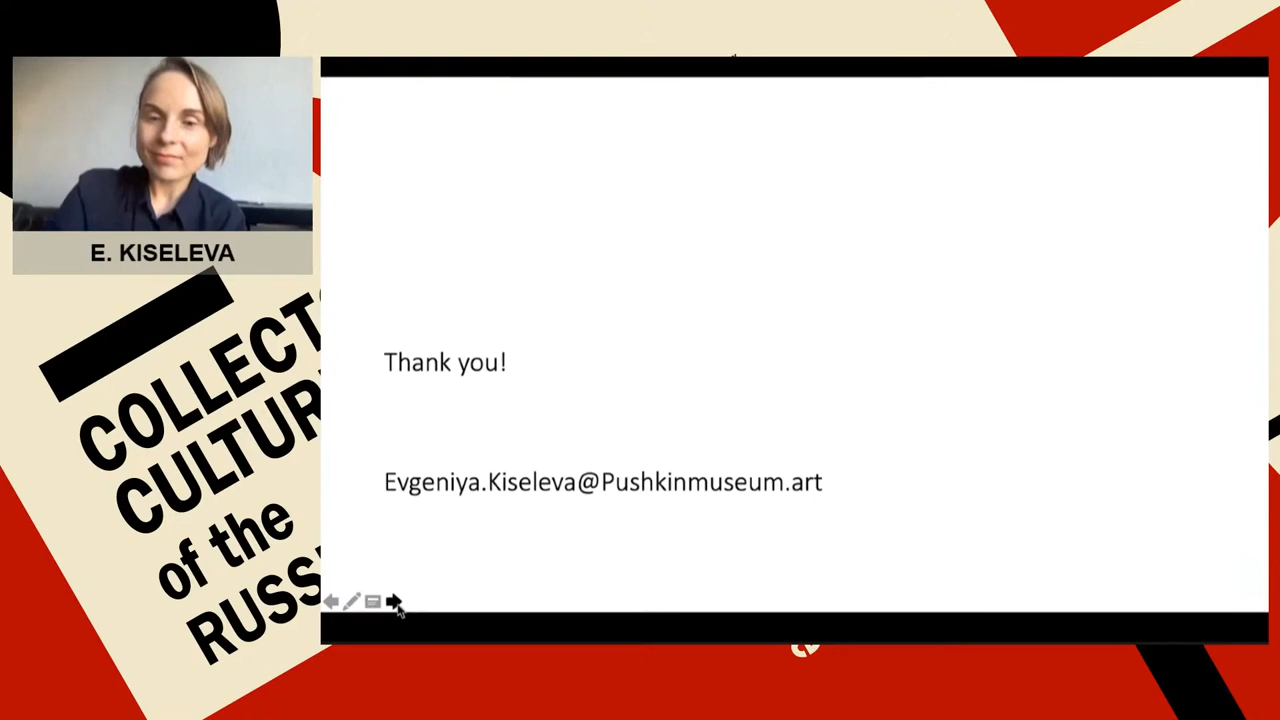 E. KISELEVA
COLLECT
CULTUR
of the
RUSS
Thank you!
Evgeniya.Kiseleva@Pushkinmuseum.art